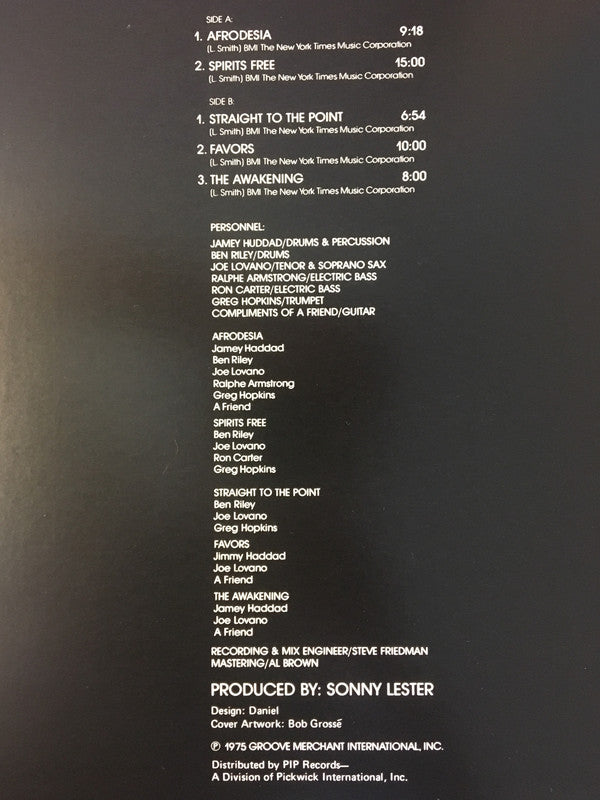 SIDE A:
1. AFRODESIA 9:18
(L. Smith) BMI The New York Times Music Corporation
2. SPIRITS FREE 15:00
(L. Smith) BMI The New York Times Music Corporation
SIDE B:
1. STRAIGHT TO THE POINT 6:54
(L. Smith) BMI The New York Times Music Corporation
2. FAVORS 10:00
(L. Smith) BMI The New York Times Music Corporation
3. THE AWAKENING 8:00
(L. Smith) BMI The New York Times Music Corporation
PERSONNEL:
JAMEY HUDDAD/DRUMS & PERCUSSION
BEN RILEY/DRUMS
JOE LOVANO/TENOR & SOPRANO SAX
RALPHE ARMSTRONG/ELECTRIC BASS
RON CARTER/ELECTRIC BASS
GREG HOPKINS/TRUMPET
COMPLIMENTS OF A FRIEND/GUITAR
AFRODESIA
Jamey Haddad
Ben Riley
Joe Lovano
Ralphe Armstrong
Greg Hopkins
A Friend
SPIRITS FREE
Ben Riley
Joe Lovano
Ron Carter
Greg Hopkins
STRAIGHT TO THE POINT
Ben Riley
Joe Lovano
Greg Hopkins
FAVORS
Jimmy Haddad
Joe Lovano
A Friend
THE AWAKENING
Jamey Haddad
Joe Lovano
A Friend
RECORDING & MIX ENGINEER/STEVE FRIEDMAN
MASTERING/AL BROWN
PRODUCED BY: SONNY LESTER
Design: Daniel
Cover Artwork: Bob Grossé
℗ 1975 GROOVE MERCHANT INTERNATIONAL, INC.
Distributed by PIP Records—
A Division of Pickwick International, Inc.